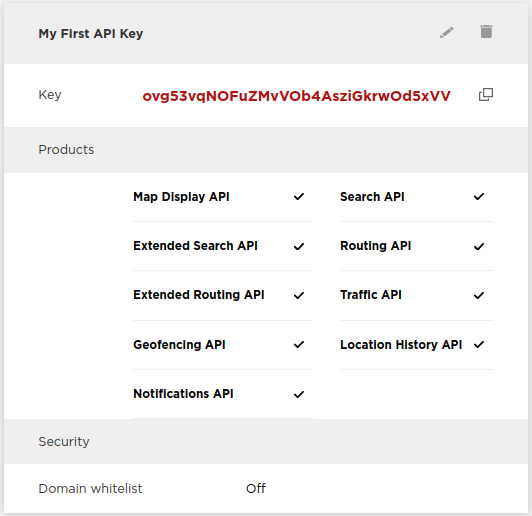 My First API Key
Key ovg53vqNOFuZMvVOb4AsziGkrwOd5xVV
Products
Map Display API Search API
Extended Search API Routing API
Extended Routing API Traffic API
Geofencing API Location History API
Notifications API
Security
Domain whitelist Off